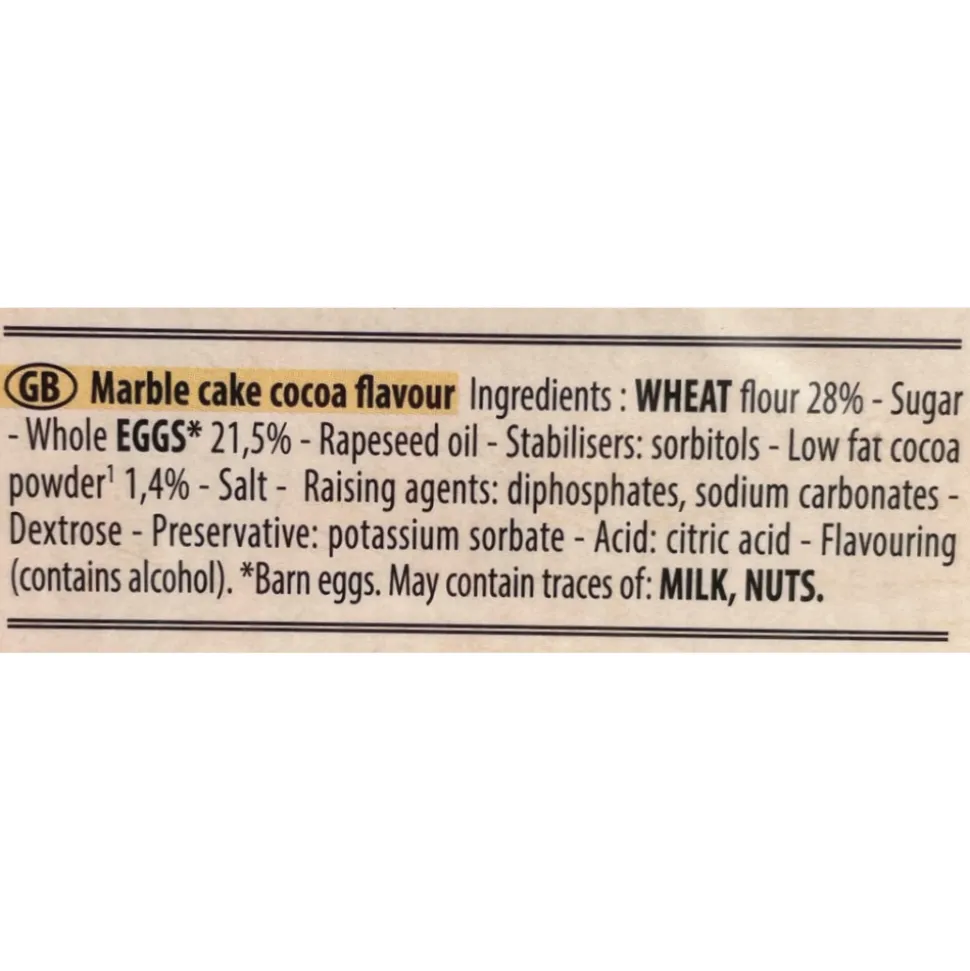 GB Marble cake cocoa flavour Ingredients : WHEAT flour 28% - Sugar
- Whole EGGS* 21,5% - Rapeseed oil - Stabilisers: sorbitols - Low fat cocoa
powder¹ 1,4% - Salt - Raising agents: diphosphates, sodium carbonates -
Dextrose - Preservative: potassium sorbate - Acid: citric acid - Flavouring
(contains alcohol). *Barn eggs. May contain traces of: MILK, NUTS.